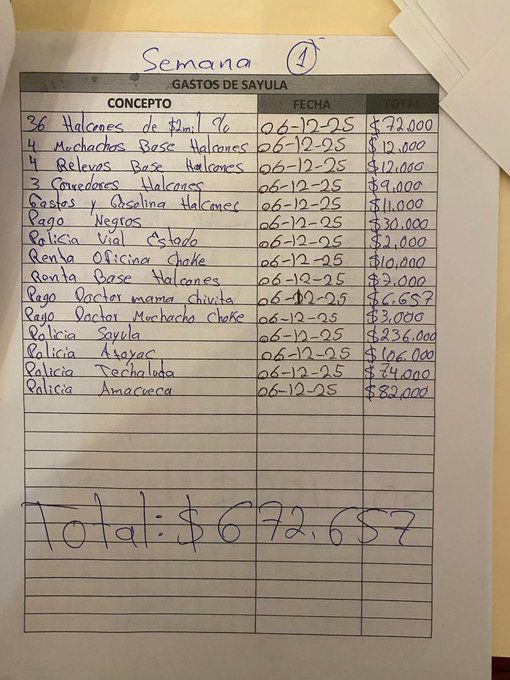 Semana 1
GASTOS DE SAYULA
CONCEPTO FECHA TOTAL
36 Halcones de $2mil % 06-12-25 $72.000
4 Muchachos Base Halcones 06-12-25 $12.000
4 Relevos Base Halcones 06-12-25 $12.000
3 Corredores Halcones 06-12-25 $9.000
Gastos y Gasolina Halcones 06-12-25 $11.000
Pago Negros 06-12-25 $30.000
Policia Vial Estado 06-12-25 $2.000
Renta Oficina Choke 06-12-25 $10,000
Renta Base Halcones 06-12-25 $7.000
Pago Doctor mama Chivita 06-12-25 $6.657
Pago Doctor Muchacho Choke 06-12-25 $3.000
Policia Sayula 06-12-25 $236.000
Policia Atoyac 06-12-25 $106.000
Policia Techaluta 06-12-25 $74.000
Policia Amacueca 06-12-25 $82.000
Total: $672.657